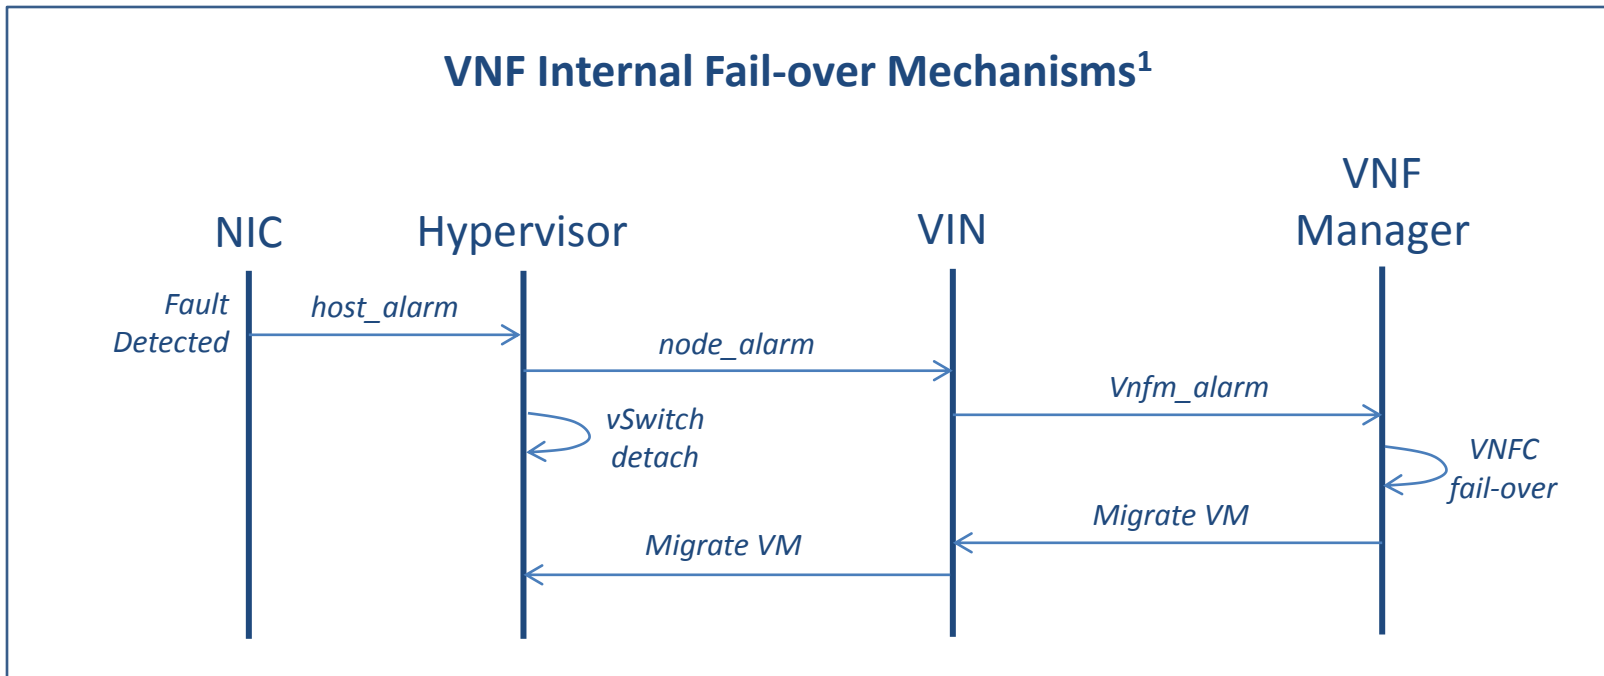 VNF Internal Fail-over Mechanisms¹
NIC
Hypervisor
VIN
VNF
Manager
Fault
Detected
host_alarm
node_alarm
Vnfm_alarm
vSwitch
detach
VNFC
fail-over
Migrate VM
Migrate VM